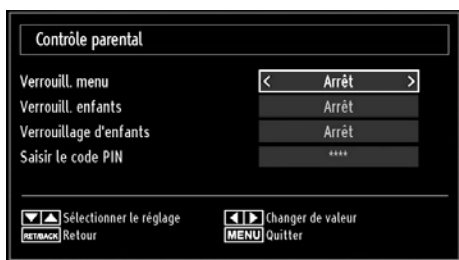 Contrôle parental
Verrouill. menu < Arrêt >
Verrouill. enfants Arrêt
Verrouillage d'enfants Arrêt
Saisir le code PIN ****
Sélectionner le réglage Changer de valeur
RET/BACK Retour MENU Quitter